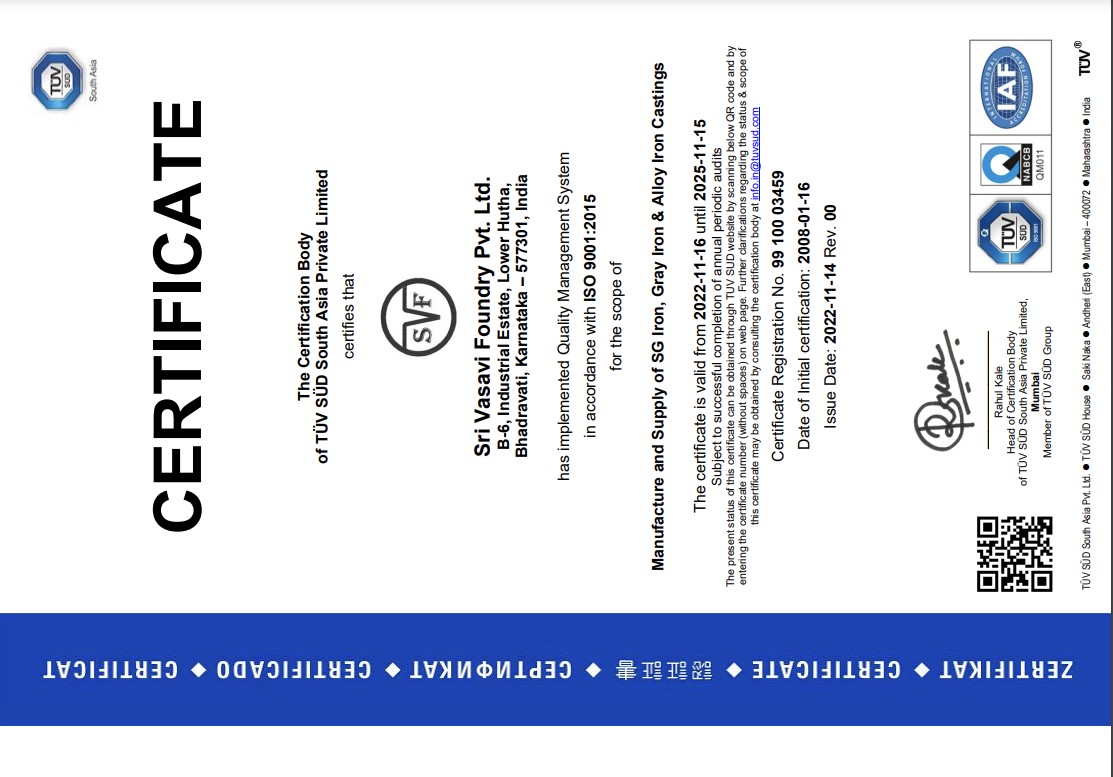 ZERTIFIKAT ◆ CERTIFICATE ◆ 認証証書 ◆ СЕРТИФИКАТ ◆ CERTIFICADO ◆ CERTIFICAT
TÜV
SÜD
South Asia
CERTIFICATE
The Certification Body
of TÜV SÜD South Asia Private Limited
certifies that
SVF
Sri Vasavi Foundry Pvt. Ltd.
B-6, Industrial Estate, Lower Hutha,
Bhadravati, Karnataka – 577301, India
has implemented Quality Management System
in accordance with ISO 9001:2015
for the scope of
Manufacture and Supply of SG Iron, Gray Iron & Alloy Iron Castings
The certificate is valid from 2022-11-16 until 2025-11-15
Subject to successful completion of annual periodic audits
The present status of this certificate can be obtained through TUV SUD website by scanning below QR code and by
entering the certificate number (without spaces) on web page. Further clarifications regarding the status & scope of
this certificate may be obtained by consulting the certification body at info.in@tuvsud.com
Certificate Registration No. 99 100 03459
Date of Initial certification: 2008-01-16
Issue Date: 2022-11-14 Rev. 00
Rkale
Rahul Kale
Head of Certification Body
of TÜV SÜD South Asia Private Limited,
Mumbai
Member of TÜV SÜD Group
Q
TÜV
SÜD
ISO 9001
NABCB
QM011
INTERNATIONAL
IAF
ACCREDITATION FORUM
TÜV SÜD South Asia Pvt. Ltd. ● TÜV SÜD House ● Saki Naka ● Andheri (East) ● Mumbai – 400072 ● Maharashtra ● India
TÜV®